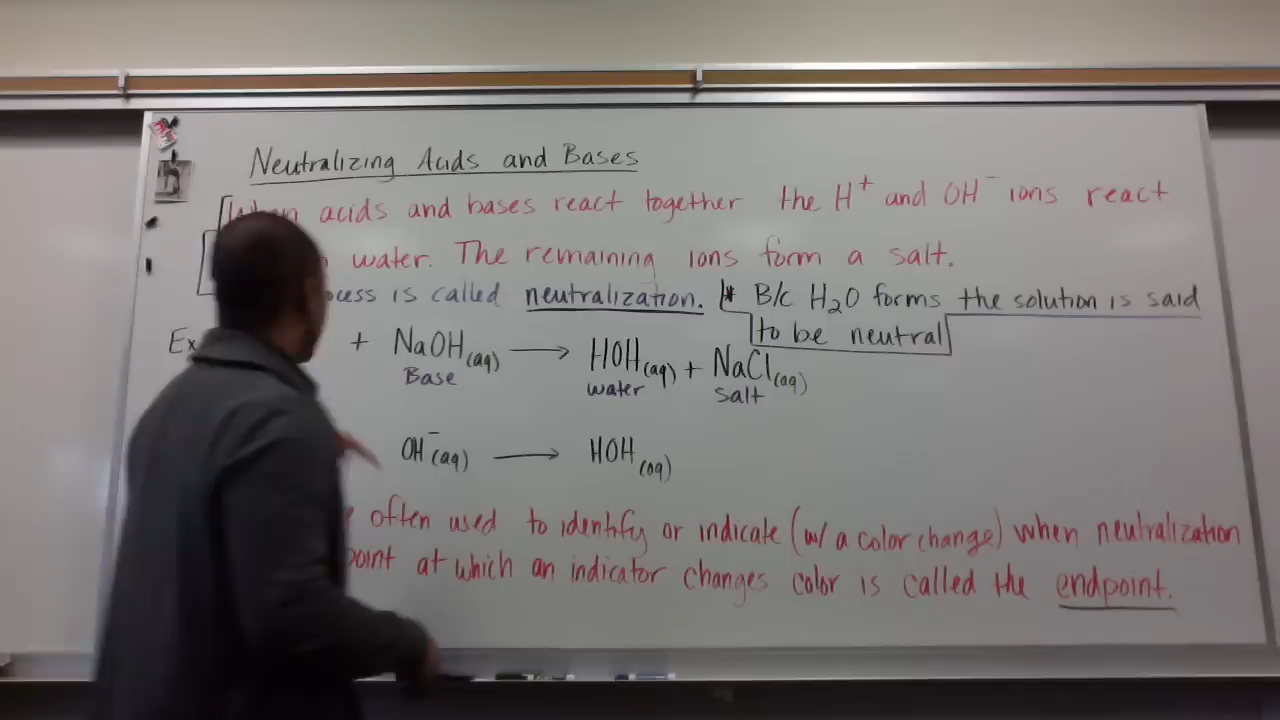 Neutralizing Acids and Bases
When acids and bases react together the H⁺ and OH⁻ ions react
water. The remaining ions form a salt.
is called neutralization. * B/c H₂O forms the solution is said
to be neutral
Ex + NaOH(aq) ⟶ HOH(aq) + NaCl(aq)
Base water salt
OH⁻(aq) ⟶ HOH(aq)
often used to identify or indicate (w/ a color change) when neutralization
point at which an indicator changes color is called the endpoint.